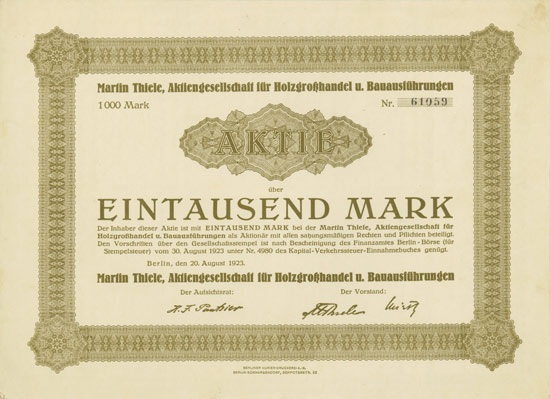 Martin Thiele, Aktiengesellschaft für Holzgroßhandel u. Bauausführungen
1000 Mark
Nr. 61959
AKTIE
über
EINTAUSEND MARK
Der Inhaber dieser Aktie ist mit EINTAUSEND MARK bei der Martin Thiele, Aktiengesellschaft für
Holzgroßhandel u. Bauausführungen als Aktionär mit allen satzungsmäßigen Rechten und Pflichten beteiligt.
Den Vorschriften über den Gesellschaftsstempel ist nach Bescheinigung des Finanzamtes Berlin-Börse (für
Stempelsteuer) vom 30. August 1923 unter Nr. 4980 des Kapital-Verkehrssteuer-Einnahmebuches genügt.
Berlin, den 20. August 1923.
Martin Thiele, Aktiengesellschaft für Holzgroßhandel u. Bauausführungen
Der Aufsichtsrat:
Der Vorstand: